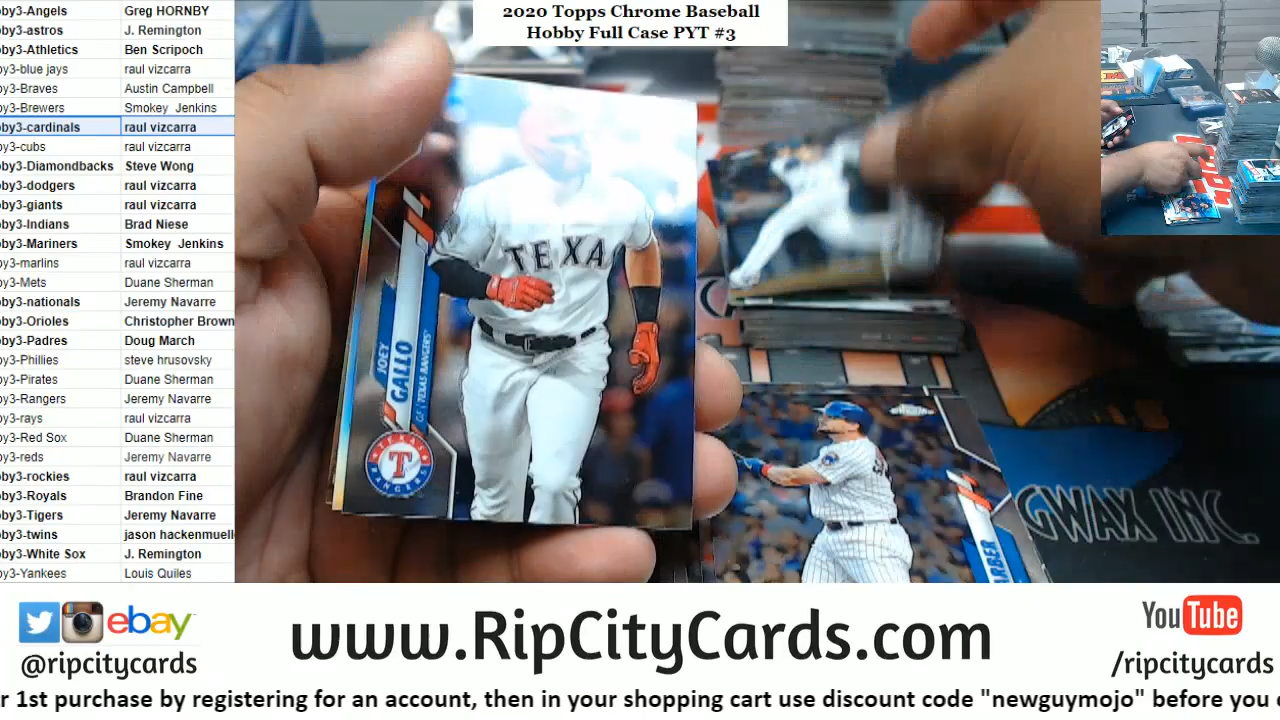 2020 Topps Chrome Baseball
Hobby Full Case PYT #3
by3-Angels Greg HORNBY
by3-astros J. Remington
by3-Athletics Ben Scripoch
by3-blue jays raul vizcarra
by3-Braves Austin Campbell
by3-Brewers Smokey Jenkins
by3-cardinals raul vizcarra
by3-cubs raul vizcarra
by3-Diamondbacks Steve Wong
by3-dodgers raul vizcarra
by3-giants raul vizcarra
by3-Indians Brad Niese
by3-Mariners Smokey Jenkins
by3-marlins raul vizcarra
by3-Mets Duane Sherman
by3-nationals Jeremy Navarre
by3-Orioles Christopher Brown
by3-Padres Doug March
by3-Phillies steve hrusovsky
by3-Pirates Duane Sherman
by3-Rangers Jeremy Navarre
by3-rays raul vizcarra
by3-Red Sox Duane Sherman
by3-reds Jeremy Navarre
by3-rockies raul vizcarra
by3-Royals Brandon Fine
by3-Tigers Jeremy Navarre
by3-twins jason hackenmuell
by3-White Sox J. Remington
by3-Yankees Louis Quiles
TEXA
JOEY
GALLO
TEXAS RANGERS
TEXAS
T
RANGERS
ARBER
GWAX INC.
ebay
@ripcitycards
www.RipCityCards.com
YouTube
/ripcitycards
r 1st purchase by registering for an account, then in your shopping cart use discount code "newguymojo" before you c